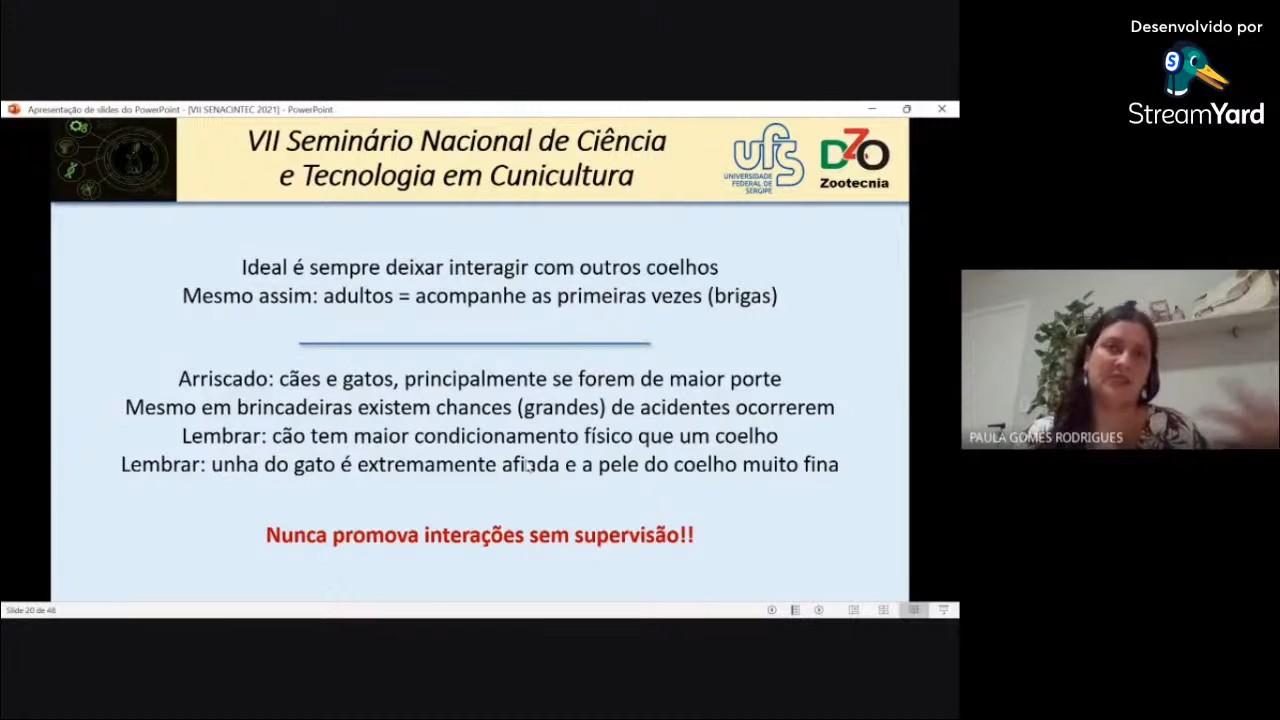 Desenvolvido por
StreamYard
Apresentação de slides do PowerPoint - [VII SENACINTEC 2021] - PowerPoint
VII Seminário Nacional de Ciência
e Tecnologia em Cunicultura
ufs
UNIVERSIDADE
FEDERAL DE
SERGIPE
DZO
Zootecnia
Ideal é sempre deixar interagir com outros coelhos
Mesmo assim: adultos = acompanhe as primeiras vezes (brigas)
Arriscado: cães e gatos, principalmente se forem de maior porte
Mesmo em brincadeiras existem chances (grandes) de acidentes ocorrerem
Lembrar: cão tem maior condicionamento físico que um coelho
Lembrar: unha do gato é extremamente afiada e a pele do coelho muito fina
Nunca promova interações sem supervisão!!
PAULA GOMES RODRIGUES
Slide 20 de 48